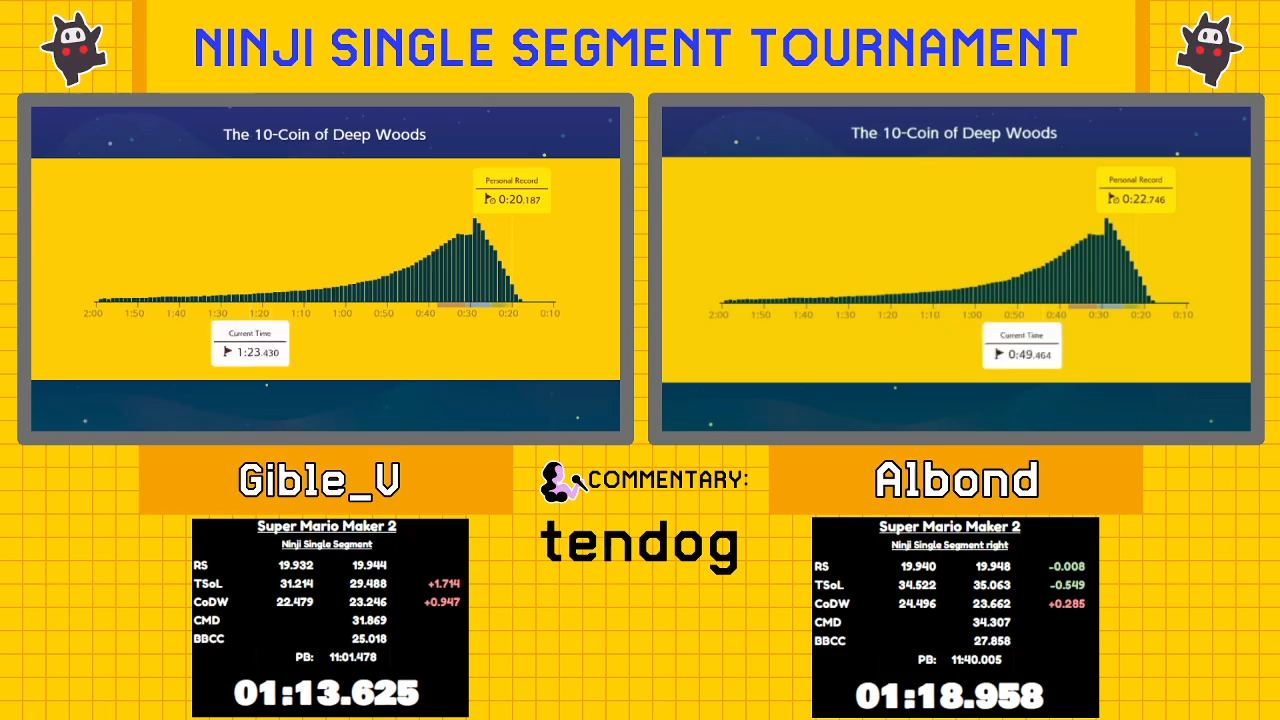 NINJI SINGLE SEGMENT TOURNAMENT
The 10-Coin of Deep Woods
Personal Record
0:20.187
2:00 1:50 1:40 1:30 1:20 1:10 1:00 0:50 0:40 0:30 0:20 0:10
Current Time
1:23.430
The 10-Coin of Deep Woods
Personal Record
0:22.746
2:00 1:50 1:40 1:30 1:20 1:10 1:00 0:50 0:40 0:30 0:20 0:10
Current Time
0:49.464
Gible_V
COMMENTARY:
tendog
Albond
Super Mario Maker 2
Ninji Single Segment
RS 19.932 19.944
TSoL 31.214 29.488 +1.714
CoDW 22.479 23.246 +0.947
CMD 31.869
BBCC 25.018
PB: 11:01.478
01:13.625
Super Mario Maker 2
Ninji Single Segment right
RS 19.940 19.948 -0.008
TSoL 34.522 35.063 -0.549
CoDW 24.496 23.662 +0.285
CMD 34.307
BBCC 27.858
PB: 11:40.005
01:18.958